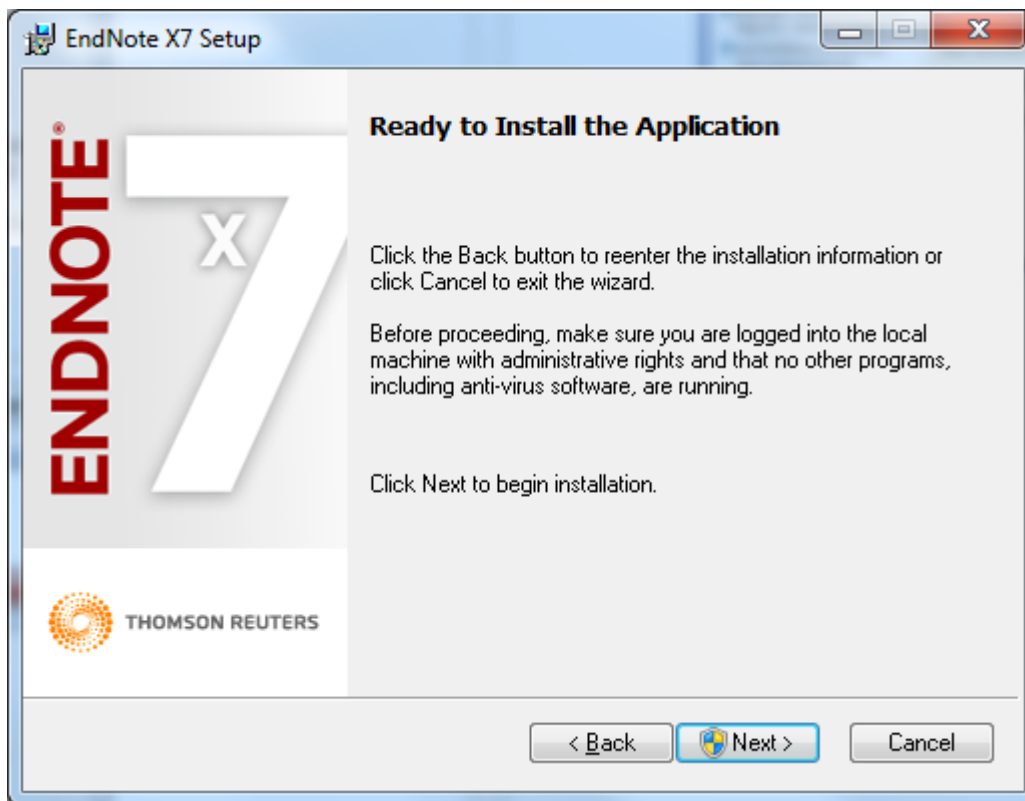 EndNote X7 Setup
ENDNOTE®
X7
THOMSON REUTERS
Ready to Install the Application
Click the Back button to reenter the installation information or
click Cancel to exit the wizard.
Before proceeding, make sure you are logged into the local
machine with administrative rights and that no other programs,
including anti-virus software, are running.
Click Next to begin installation.
< Back
Next >
Cancel